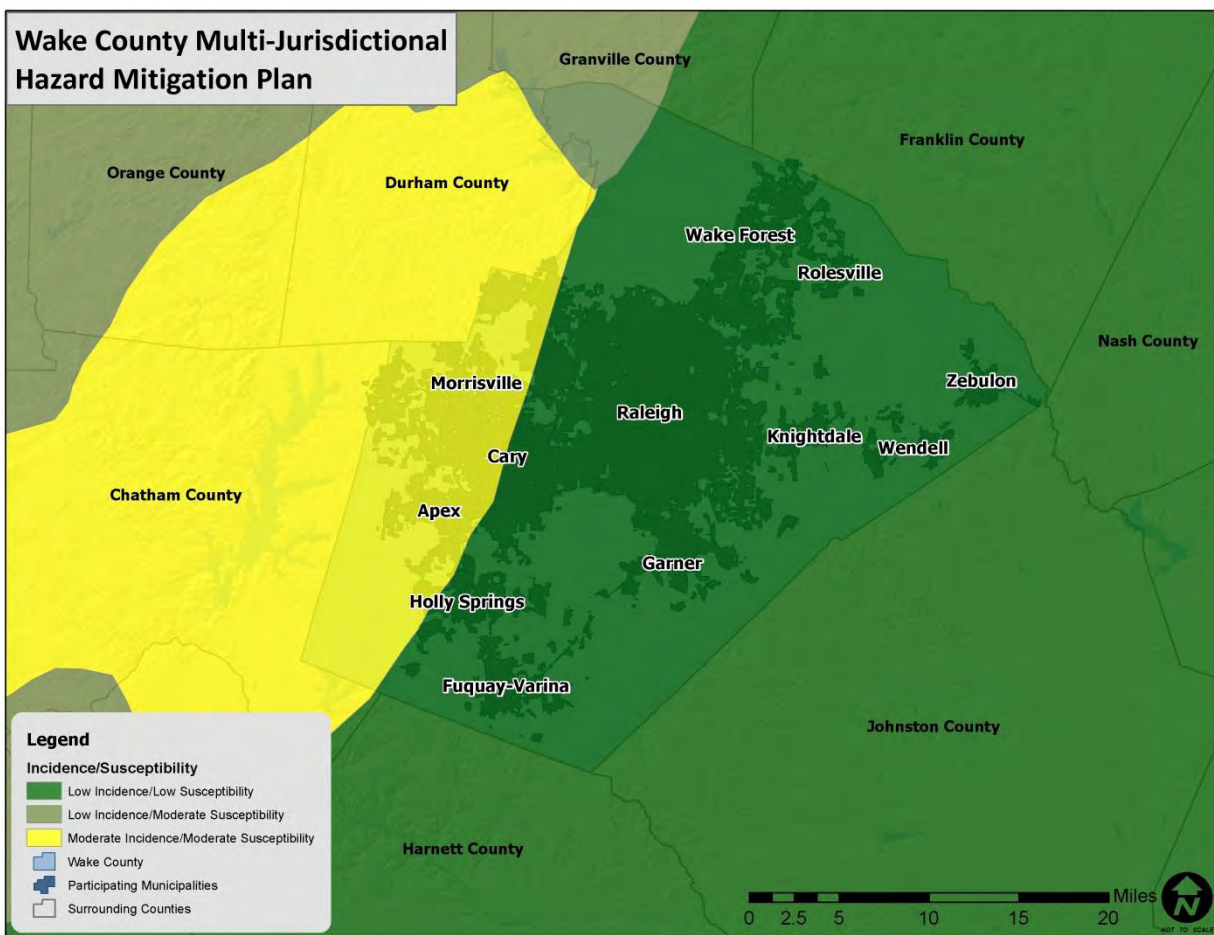 Wake County Multi-Jurisdictional
Hazard Mitigation Plan
Granville County
Franklin County
Orange County
Durham County
Wake Forest
Rolesville
Nash County
Morrisville
Zebulon
Raleigh
Knightdale
Cary
Wendell
Chatham County
Apex
Garner
Holly Springs
Fuquay-Varina
Johnston County
Harnett County
Legend
Incidence/Susceptibility
Low Incidence/Low Susceptibility
Low Incidence/Moderate Susceptibility
Moderate Incidence/Moderate Susceptibility
Wake County
Participating Municipalities
Surrounding Counties
Miles
0 2.5 5 10 15 20
N
NOT TO SCALE